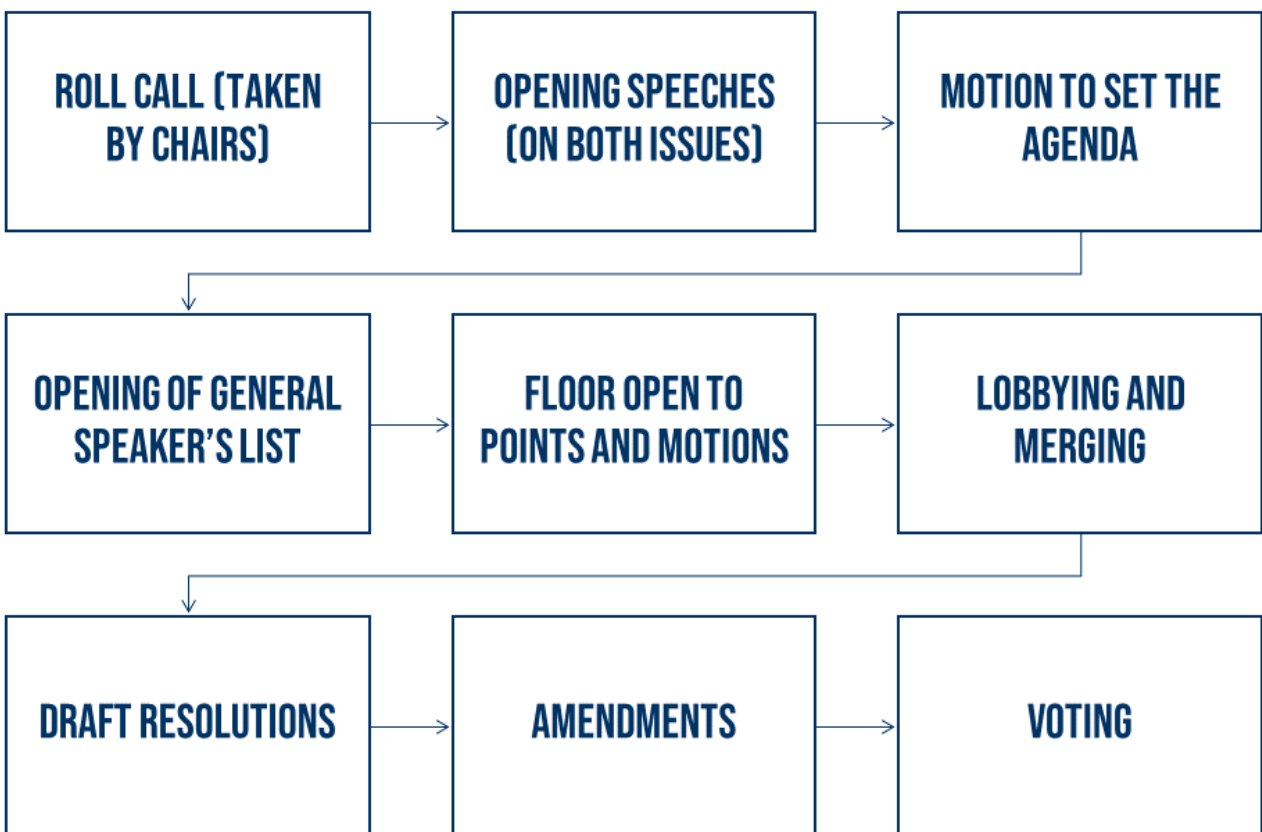 ROLL CALL (TAKEN
BY CHAIRS)
OPENING SPEECHES
(ON BOTH ISSUES)
MOTION TO SET THE
AGENDA
OPENING OF GENERAL
SPEAKER’S LIST
FLOOR OPEN TO
POINTS AND MOTIONS
LOBBYING AND
MERGING
DRAFT RESOLUTIONS
AMENDMENTS
VOTING